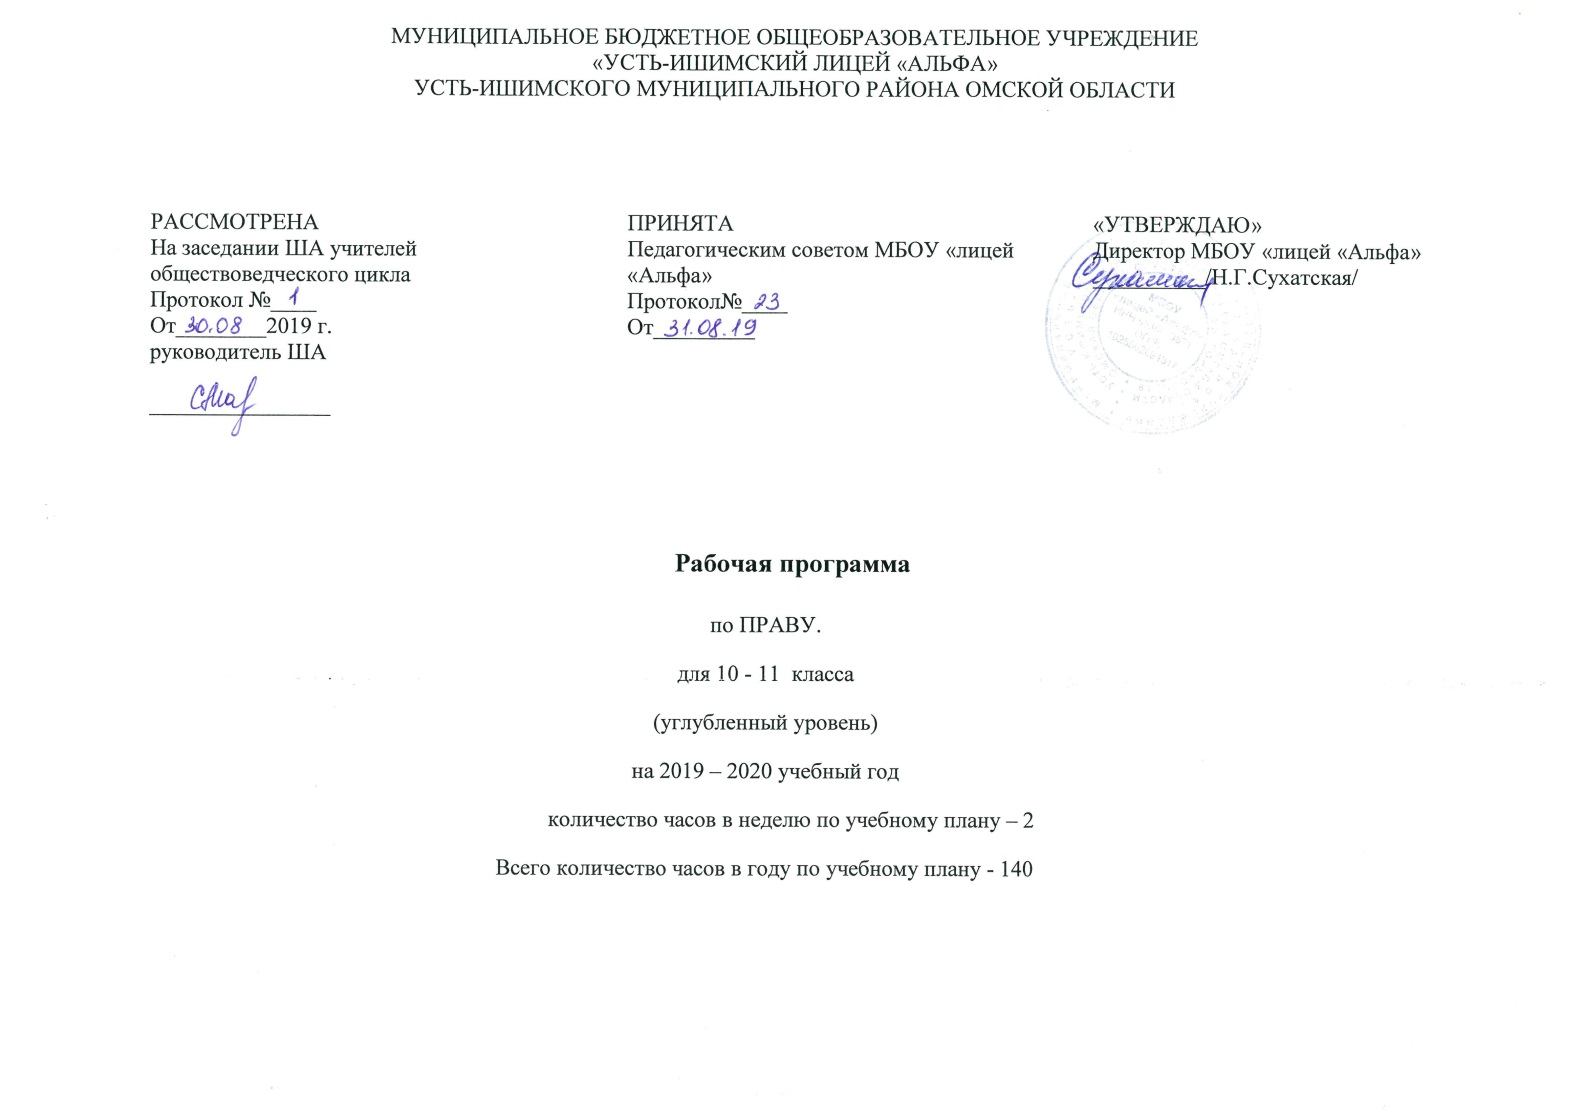 МУНИЦИПАЛЬНОЕ БЮДЖЕТНОЕ ОБЩЕОБРАЗОВАТЕЛЬНОЕ УЧРЕЖДЕНИЕ
«УСТЬ-ИШИМСКИЙ ЛИЦЕЙ «АЛЬФА»
УСТЬ-ИШИМСКОГО МУНИЦИПАЛЬНОГО РАЙОНА ОМСКОЙ ОБЛАСТИ
РАССМОТРЕНА
На заседании ША учителей
обществоведческого цикла
Протокол № 1
От 30.08 2019 г.
руководитель ША
ПРИНЯТА
Педагогическим советом МБОУ «лицей
«Альфа»
Протокол№ 23
От 31.08.19
«УТВЕРЖДАЮ»
Директор МБОУ «лицей «Альфа»
/Н.Г.Сухатская/
Рабочая программа
по ПРАВУ.
для 10 - 11 класса
(углубленный уровень)
на 2019 – 2020 учебный год
количество часов в неделю по учебному плану – 2
Всего количество часов в году по учебному плану - 140